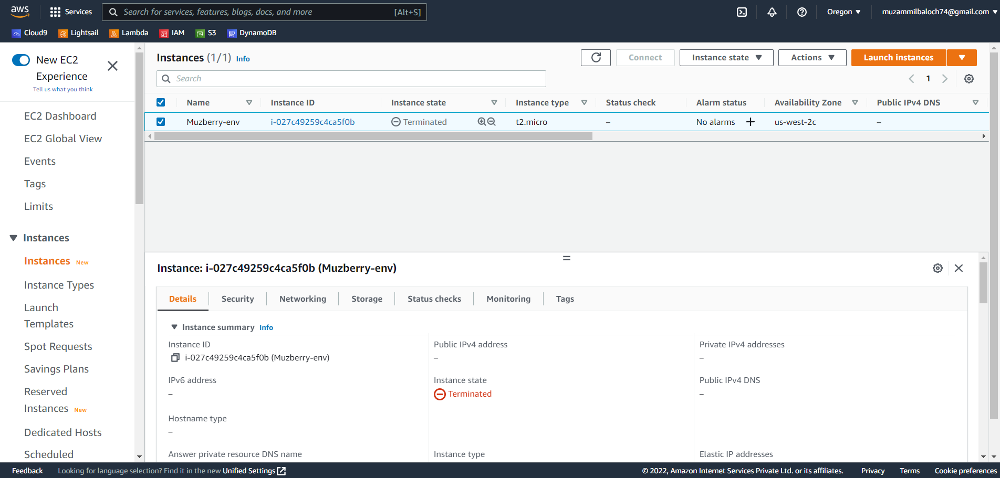 aws
Services
Search for services, features, blogs, docs, and more [Alt+S]
Oregon
muzammilbaloch74@gmail.com
Cloud9
Lightsail
Lambda
IAM
S3
DynamoDB
New EC2
Experience
Tell us what you think
EC2 Dashboard
EC2 Global View
Events
Tags
Limits
Instances
Instances New
Instance Types
Launch
Templates
Spot Requests
Savings Plans
Reserved
Instances New
Dedicated Hosts
Scheduled
Instances (1/1) Info
Connect
Instance state
Actions
Launch instances
Search
1
Name Instance ID Instance state Instance type Status check Alarm status Availability Zone Public IPv4 DNS
Muzberry-env i-027c49259c4ca5f0b Terminated t2.micro – No alarms + us-west-2c –
Instance: i-027c49259c4ca5f0b (Muzberry-env)
Details Security Networking Storage Status checks Monitoring Tags
Instance summary Info
Instance ID
i-027c49259c4ca5f0b (Muzberry-env)
Public IPv4 address
–
Private IPv4 addresses
–
IPv6 address
–
Instance state
Terminated
Public IPv4 DNS
–
Hostname type
–
Answer private resource DNS name
Instance type
Elastic IP addresses
Feedback
Looking for language selection? Find it in the new Unified Settings
© 2022, Amazon Internet Services Private Ltd. or its affiliates.
Privacy
Terms
Cookie preferences